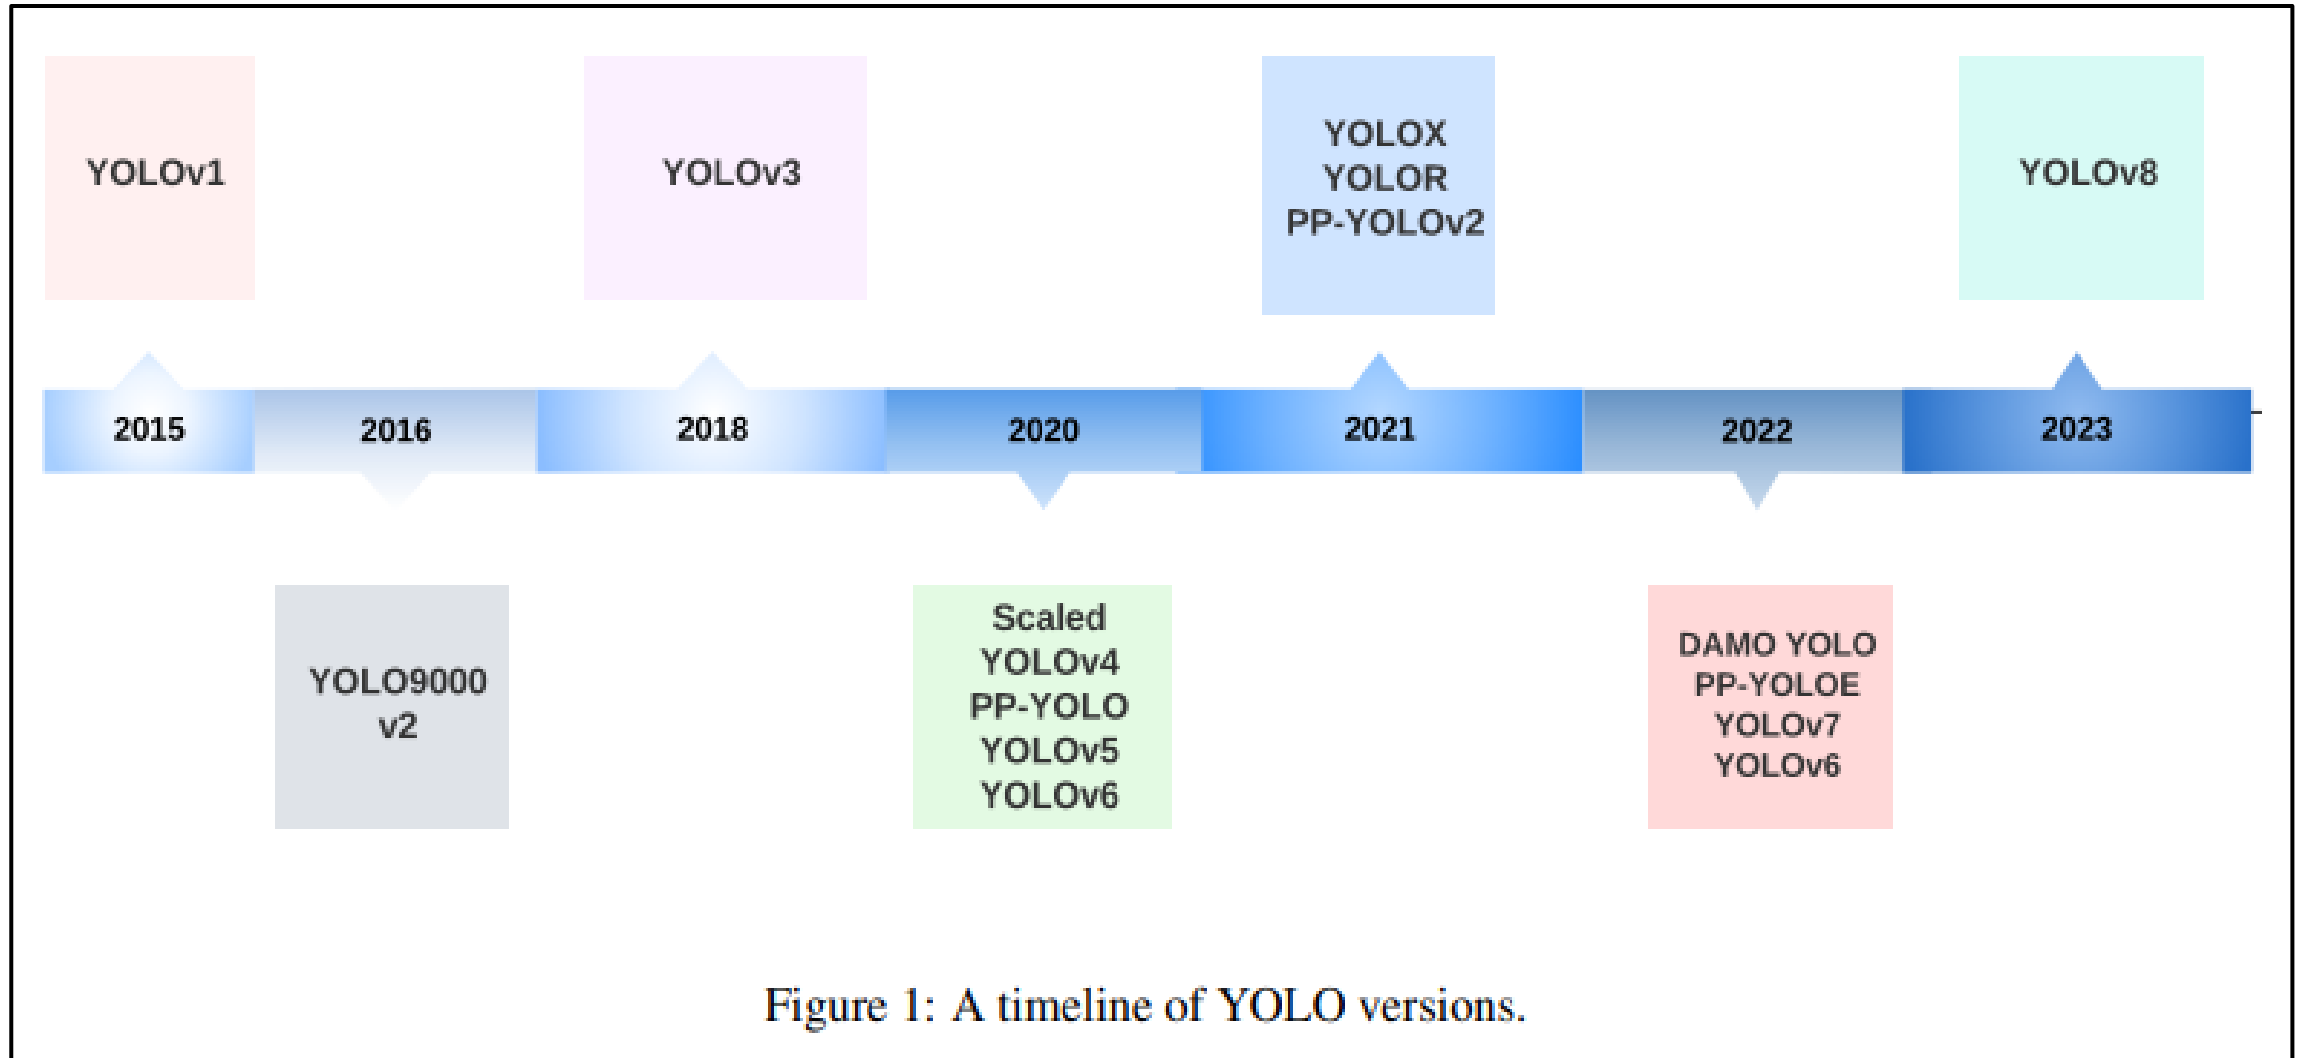 YOLOv1
YOLOv3
YOLOX
YOLOR
PP-YOLOv2
YOLOv8
2015
2016
2018
2020
2021
2022
2023
YOLO9000
v2
Scaled
YOLOv4
PP-YOLO
YOLOv5
YOLOv6
DAMO YOLO
PP-YOLOE
YOLOv7
YOLOv6
Figure 1: A timeline of YOLO versions.